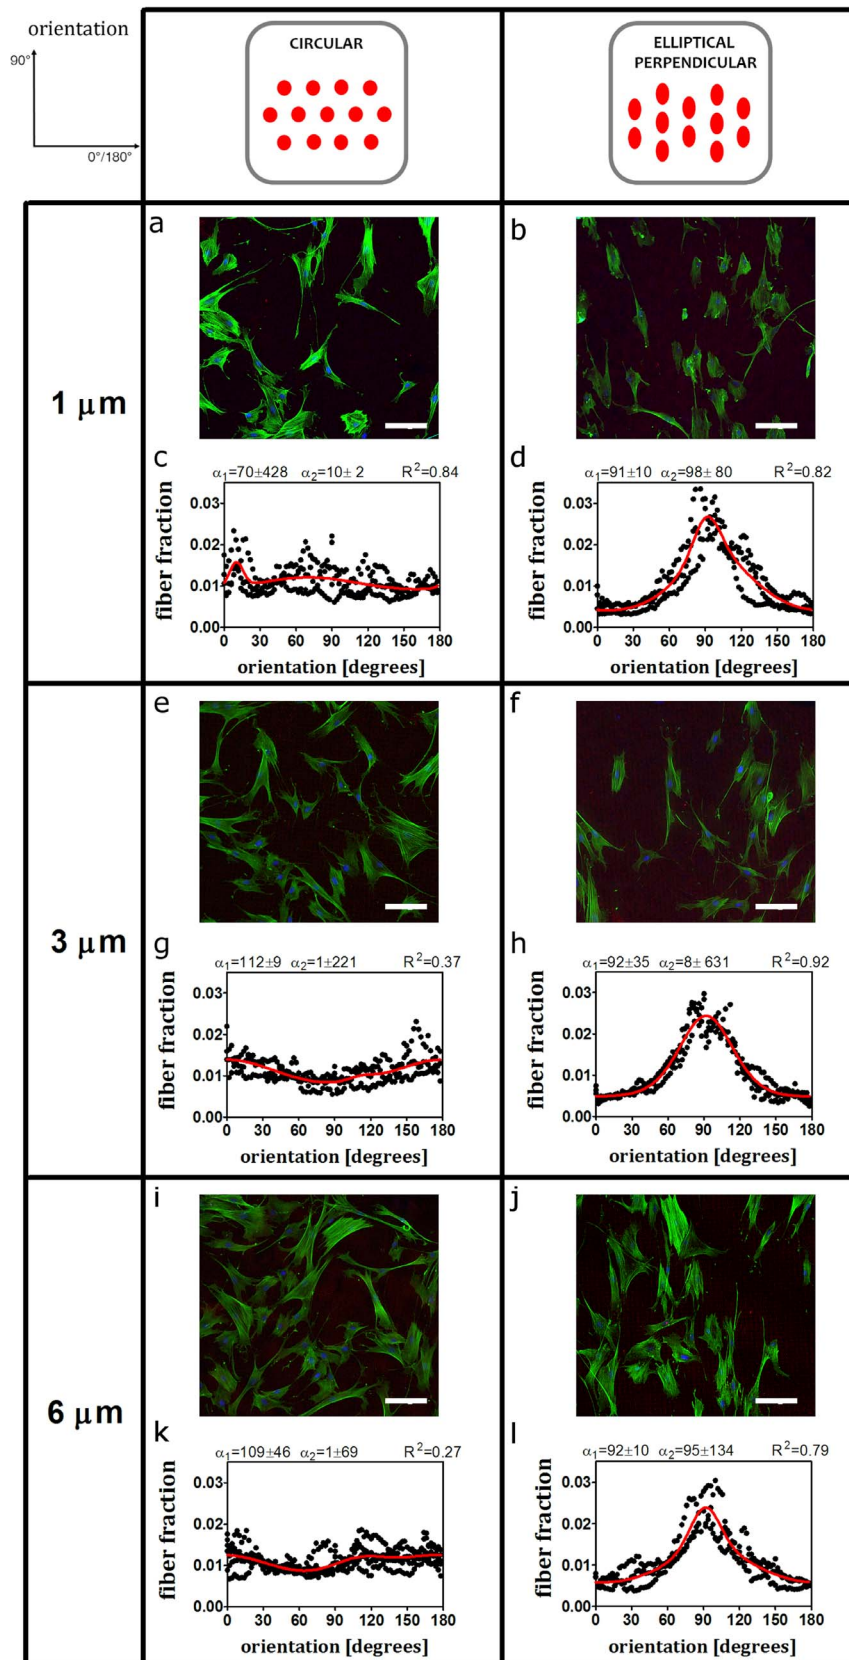 orientation
90°
0°/180°
CIRCULAR
ELLIPTICAL
PERPENDICULAR
1 μm
a
b
c
α1=70±428 α2=10± 2 R²=0.84
fiber fraction
0.03
0.02
0.01
0.00
0 30 60 90 120 150 180
orientation [degrees]
d
α1=91±10 α2=98± 80 R²=0.82
fiber fraction
0.03
0.02
0.01
0.00
0 30 60 90 120 150 180
orientation [degrees]
3 μm
e
f
g
α1=112±9 α2=1±221 R²=0.37
fiber fraction
0.03
0.02
0.01
0.00
0 30 60 90 120 150 180
orientation [degrees]
h
α1=92±35 α2=8± 631 R²=0.92
fiber fraction
0.03
0.02
0.01
0.00
0 30 60 90 120 150 180
orientation [degrees]
6 μm
i
j
k
α1=109±46 α2=1±69 R²=0.27
fiber fraction
0.03
0.02
0.01
0.00
0 30 60 90 120 150 180
orientation [degrees]
l
α1=92±10 α2=95±134 R²=0.79
fiber fraction
0.03
0.02
0.01
0.00
0 30 60 90 120 150 180
orientation [degrees]